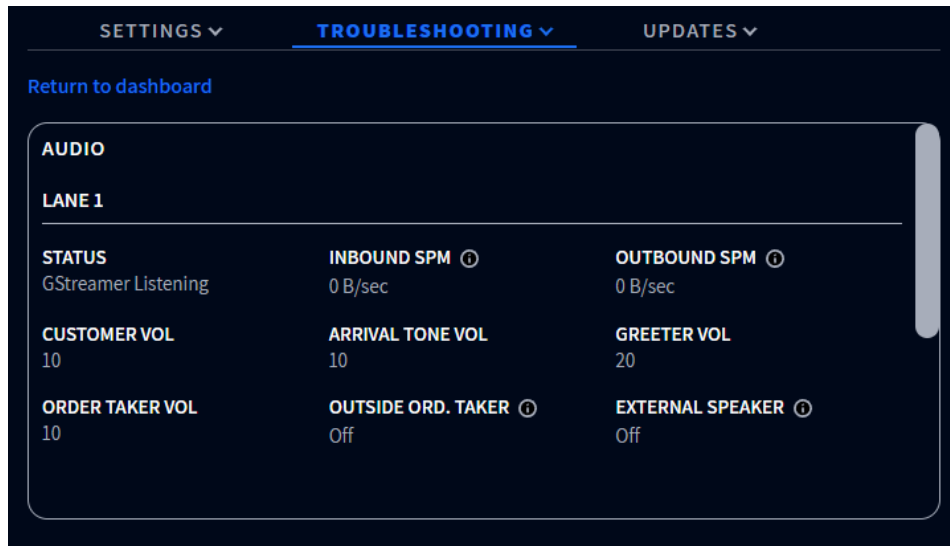 SETTINGS TROUBLESHOOTING UPDATES
Return to dashboard
AUDIO
LANE 1
STATUS INBOUND SPM OUTBOUND SPM
GStreamer Listening 0 B/sec 0 B/sec
CUSTOMER VOL ARRIVAL TONE VOL GREETER VOL
10 10 20
ORDER TAKER VOL OUTSIDE ORD. TAKER EXTERNAL SPEAKER
10 Off Off